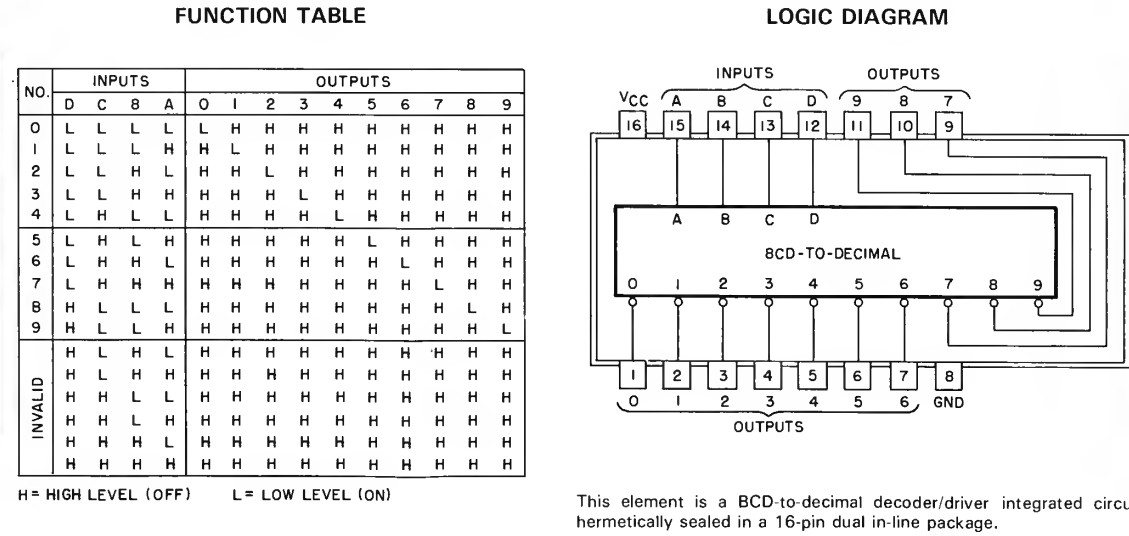 FUNCTION TABLE
NO. INPUTS OUTPUTS
D C B A 0 1 2 3 4 5 6 7 8 9
0 L L L L L H H H H H H H H H
1 L L L H H L H H H H H H H H
2 L L H L H H L H H H H H H H
3 L L H H H H H L H H H H H H
4 L H L L H H H H L H H H H H
5 L H L H H H H H H L H H H H
6 L H H L H H H H H H L H H H
7 L H H H H H H H H H H L H H
8 H L L L H H H H H H H H L H
9 H L L H H H H H H H H H H L
INVALID
H L H L H H H H H H H H H H
H L H H H H H H H H H H H H
H H L L H H H H H H H H H H
H H L H H H H H H H H H H H
H H H L H H H H H H H H H H
H H H H H H H H H H H H H H
H = HIGH LEVEL (OFF) L = LOW LEVEL (ON)
LOGIC DIAGRAM
INPUTS OUTPUTS
VCC A B C D 9 8 7
16 15 14 13 12 11 10 9
A B C D
BCD-TO-DECIMAL
0 1 2 3 4 5 6 7 8 9
1 2 3 4 5 6 7 8
0 1 2 3 4 5 6 GND
OUTPUTS
This element is a BCD-to-decimal decoder/driver integrated circu
hermetically sealed in a 16-pin dual in-line package.